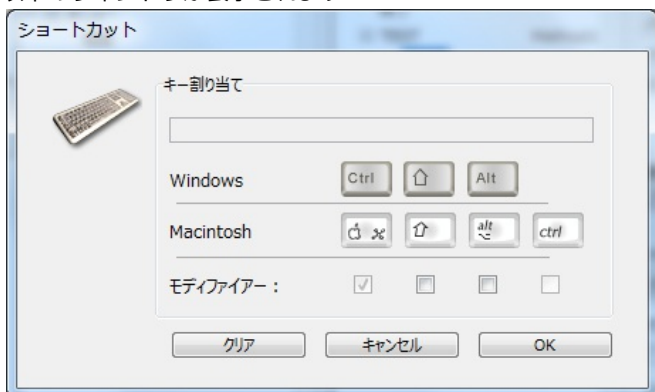 ショートカット
キー割り当て
Windows Ctrl ⇧ Alt
Macintosh ⌘ ⇧ alt ctrl
モディファイアー：
クリア キャンセル OK